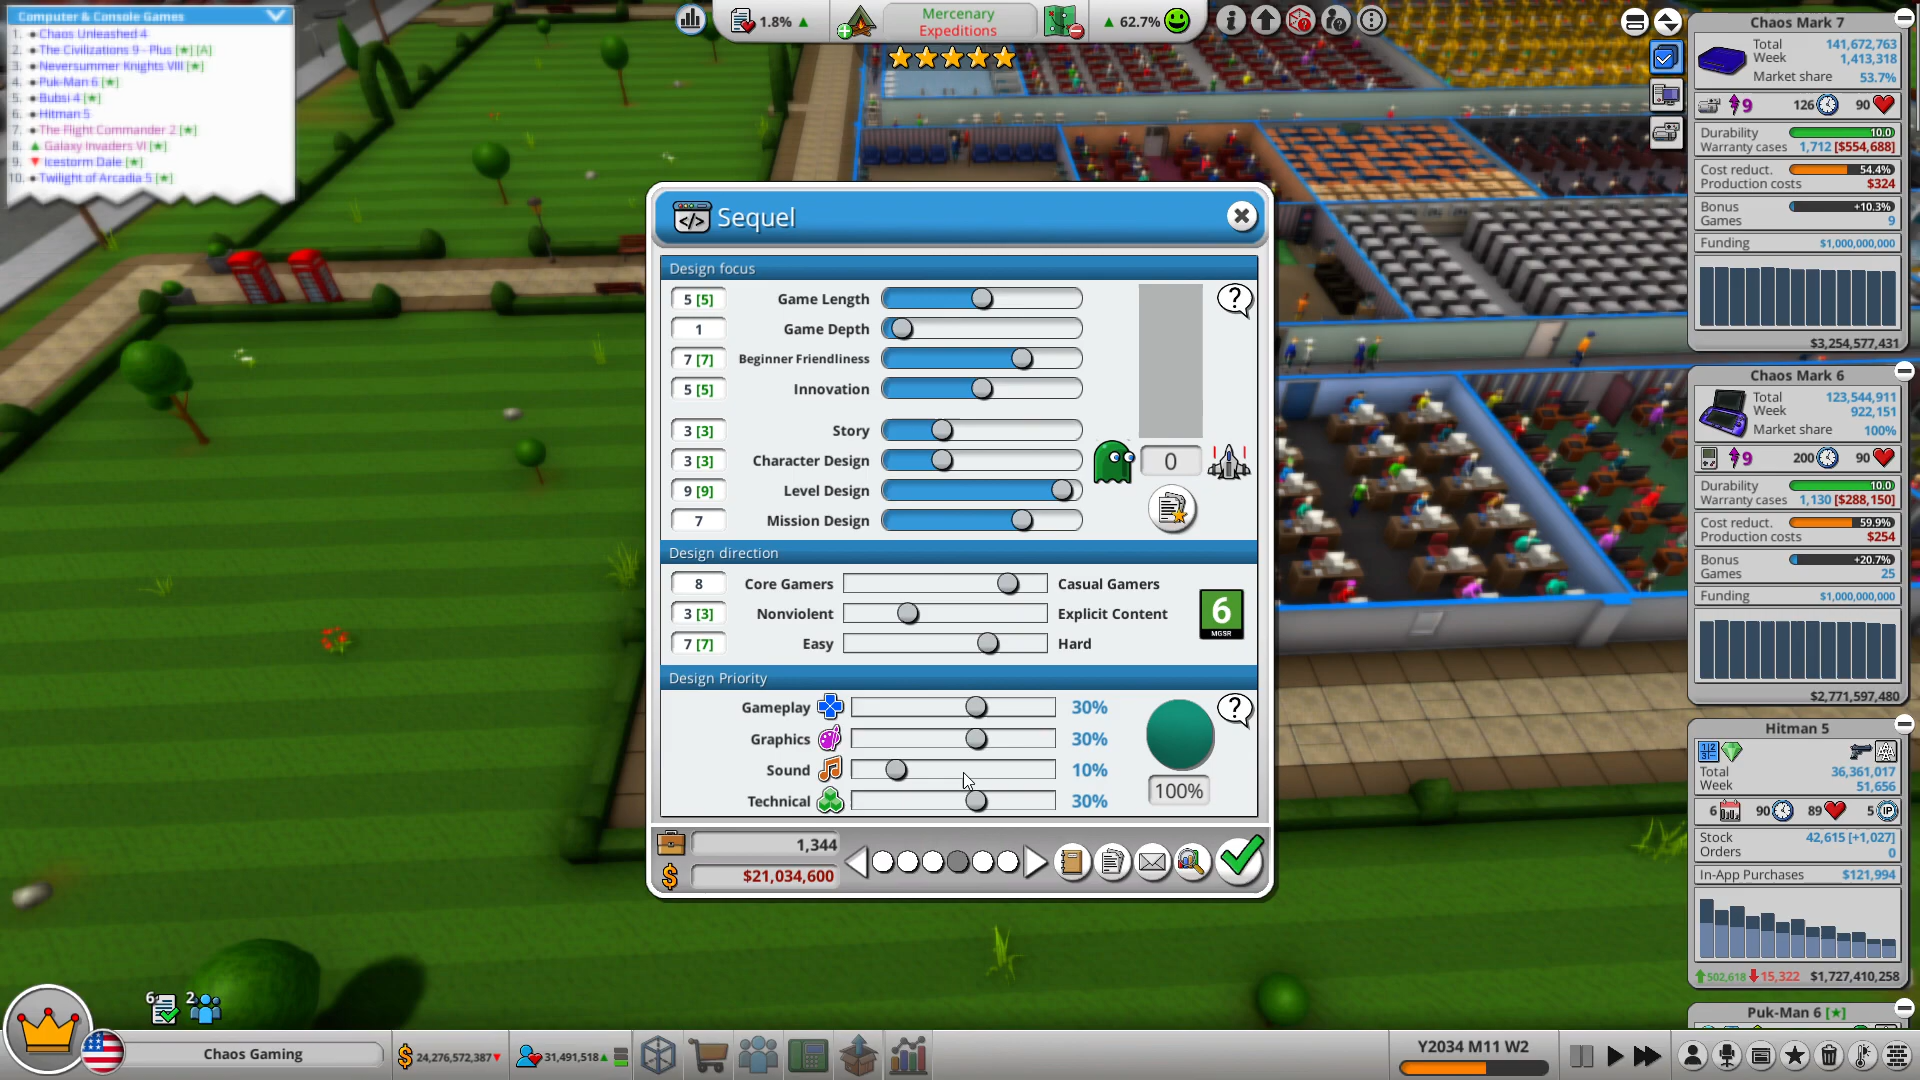 Computer & Console Games
1. Chaos Unleashed 4
2. The Civilizations 9 - Plus [★] [A]
3. Neversummer Knights VIII [★]
4. Puk-Man 6 [★]
5. Bubsi 4 [★]
6. Hitman 5
7. The Flight Commander 2 [★]
8. Galaxy Invaders VI [★]
9. Icestorm Dale [★]
10. Twilight of Arcadia 5 [★]
1.8%
Mercenary
Expeditions
62.7%
Sequel
Design focus
5 [5] Game Length
1 Game Depth
7 [7] Beginner Friendliness
5 [5] Innovation
3 [3] Story
3 [3] Character Design
9 [9] Level Design
7 Mission Design
0
Design direction
8 Core Gamers Casual Gamers
3 [3] Nonviolent Explicit Content
7 [7] Easy Hard
6
MGSR
Design Priority
Gameplay 30%
Graphics 30%
Sound 10%
Technical 30%
100%
1,344
$21,034,600
Chaos Mark 7
Total 141,672,763
Week 1,413,318
Market share 53.7%
9 126 90
Durability 10.0
Warranty cases 1,712 [$554,688]
Cost reduct. 54.4%
Production costs $324
Bonus +10.3%
Games 9
Funding $1,000,000,000
$3,254,577,431
Chaos Mark 6
Total 123,544,911
Week 922,151
Market share 100%
9 200 90
Durability 10.0
Warranty cases 1,130 [$288,150]
Cost reduct. 59.9%
Production costs $254
Bonus +20.7%
Games 25
Funding $1,000,000,000
$2,771,597,480
Hitman 5
Total 36,361,017
Week 51,656
6 90 89 5 IP
Stock 42,615 [+1,027]
Orders 0
In-App Purchases $121,994
502,618 15,322 $1,727,410,258
Puk-Man 6 [★]
6 2
Chaos Gaming
24,276,572,387
31,491,518
Y2034 M11 W2